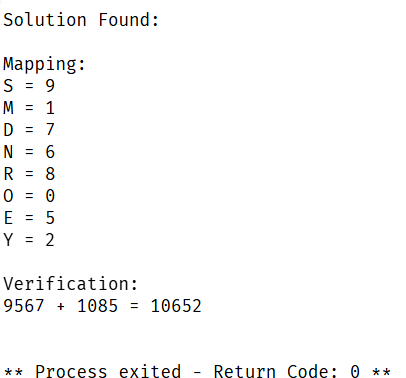 Solution Found:
Mapping:
S = 9
M = 1
D = 7
N = 6
R = 8
O = 0
E = 5
Y = 2
Verification:
9567 + 1085 = 10652
** Process exited - Return Code: 0 **